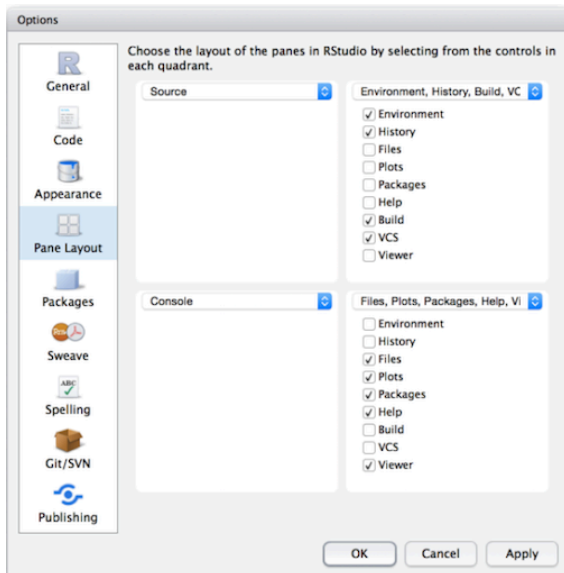 Options
Choose the layout of the panes in RStudio by selecting from the controls in
each quadrant.
R
General
Code
Appearance
Pane Layout
Packages
Sweave
ABC
Spelling
Git/SVN
Publishing
Source
Environment, History, Build, VC
Environment
History
Files
Plots
Packages
Help
Build
VCS
Viewer
Console
Files, Plots, Packages, Help, Vi
Environment
History
Files
Plots
Packages
Help
Build
VCS
Viewer
OK
Cancel
Apply